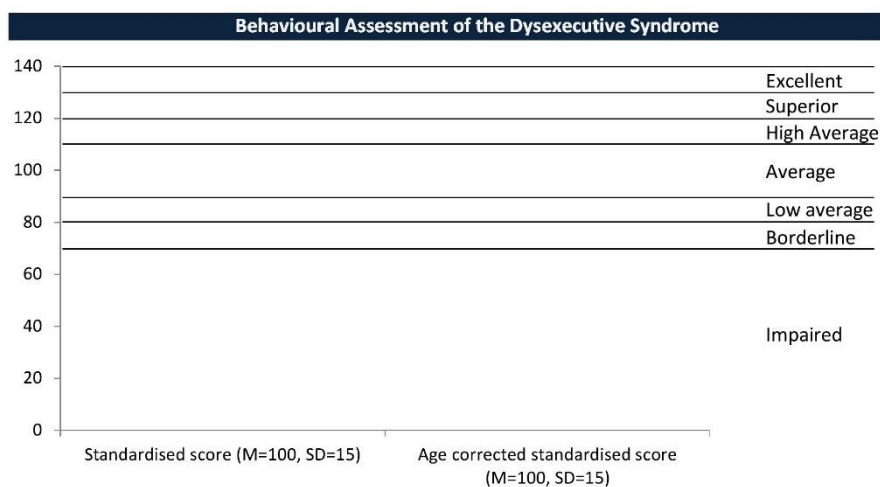 Behavioural Assessment of the Dysexecutive Syndrome
140
Excellent
Superior
120
High Average
100
Average
Low average
80
Borderline
60
40
Impaired
20
0
Standardised score (M=100, SD=15)
Age corrected standardised score
(M=100, SD=15)